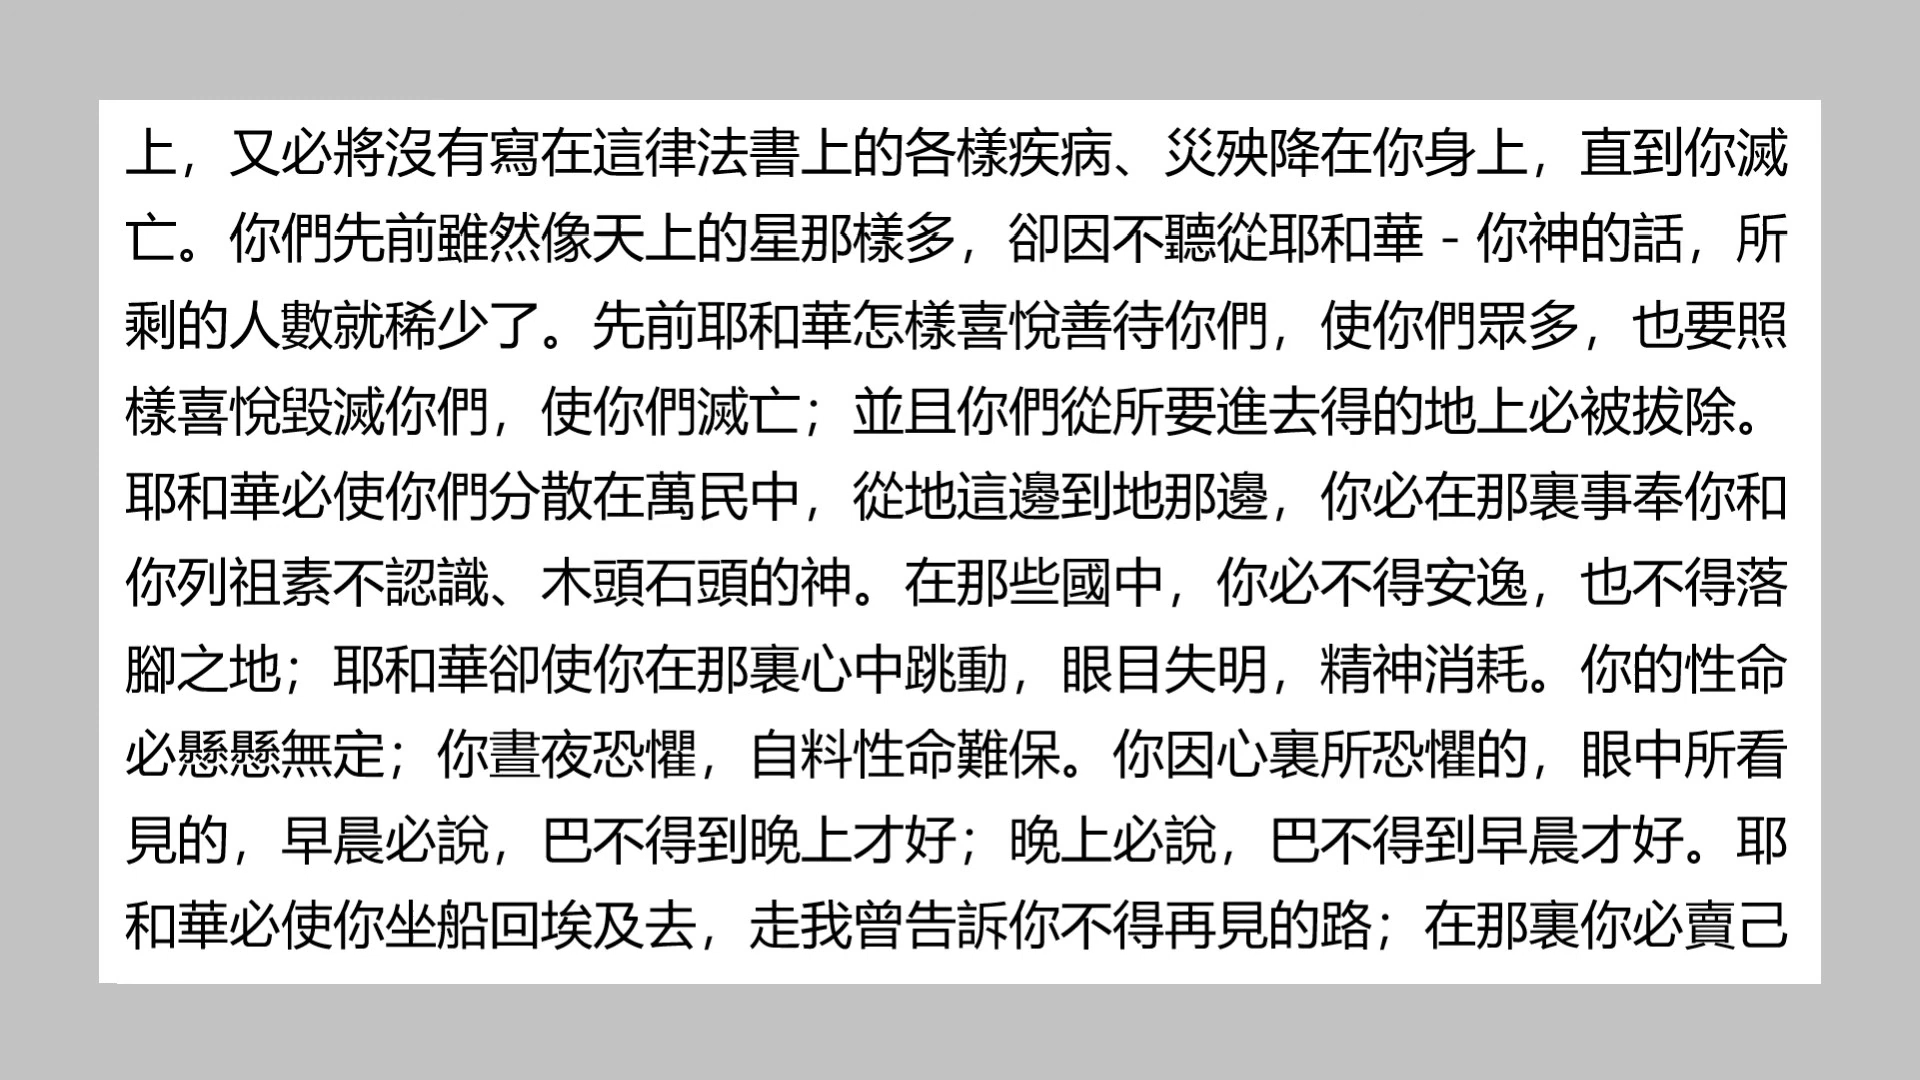 上，又必將沒有寫在這律法書上的各樣疾病、災殃降在你身上，直到你滅
亡。你們先前雖然像天上的星那樣多，卻因不聽從耶和華 - 你神的話，所
剩的人數就稀少了。先前耶和華怎樣喜悅善待你們，使你們眾多，也要照
樣喜悅毀滅你們，使你們滅亡；並且你們從所要進去得的地上必被拔除。
耶和華必使你們分散在萬民中，從地這邊到地那邊，你必在那裏事奉你和
你列祖素不認識、木頭石頭的神。在那些國中，你必不得安逸，也不得落
腳之地；耶和華卻使你在那裏心中跳動，眼目失明，精神消耗。你的性命
必懸懸無定；你晝夜恐懼，自料性命難保。你因心裏所恐懼的，眼中所看
見的，早晨必說，巴不得到晚上才好；晚上必說，巴不得到早晨才好。耶
和華必使你坐船回埃及去，走我曾告訴你不得再見的路；在那裏你必賣己